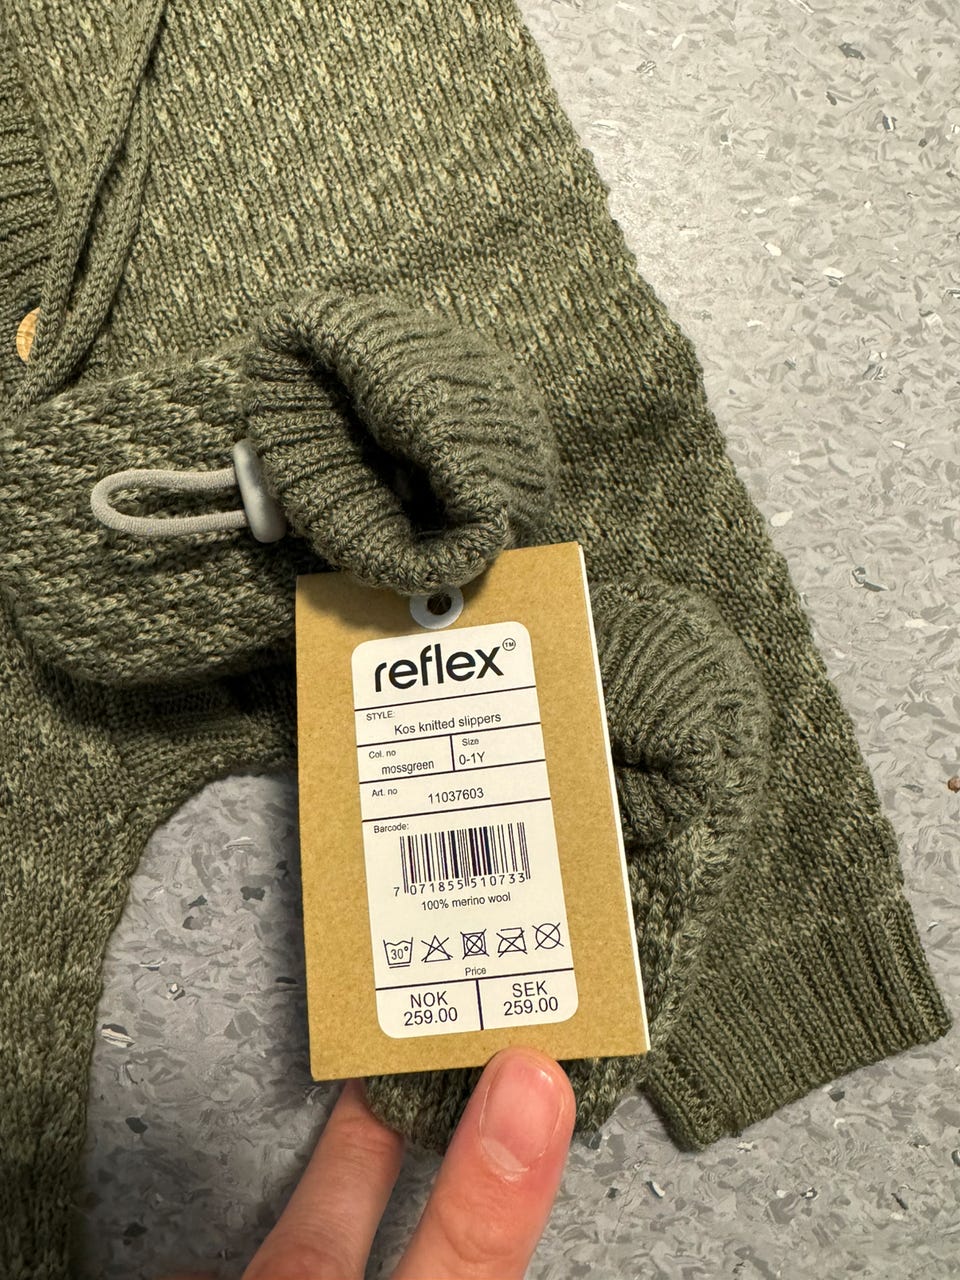 reflex™
STYLE:
Kos knitted slippers
Col. no
mossgreen
Size
0-1Y
Art. no
11037603
Barcode:
7 071855 510733
100% merino wool
30°
Price
NOK
259.00
SEK
259.00